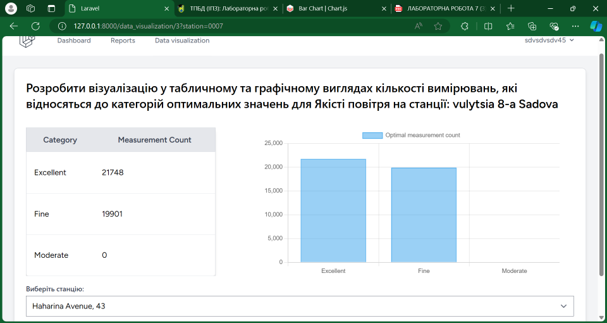 Laravel
ТПБД (ІГЗ): Лабораторна ро
Bar Chart | Chart.js
ЛАБОРАТОРНА РОБОТА 7 (2
127.0.0.1:8000/data_visualization/3?station=0007
Dashboard Reports Data visualization sdvsdvsdv45
Розробити візуалізацію у табличному та графічному виглядах кількості вимірювань, які
відносяться до категорій оптимальних значень для Якісті повітря на станції: vulytsia 8-a Sadova
Category Measurement Count
Excellent 21748
Fine 19901
Moderate 0
Optimal measurement count
25,000
20,000
15,000
10,000
5,000
0
Excellent Fine Moderate
Виберіть станцію:
Haharina Avenue, 43